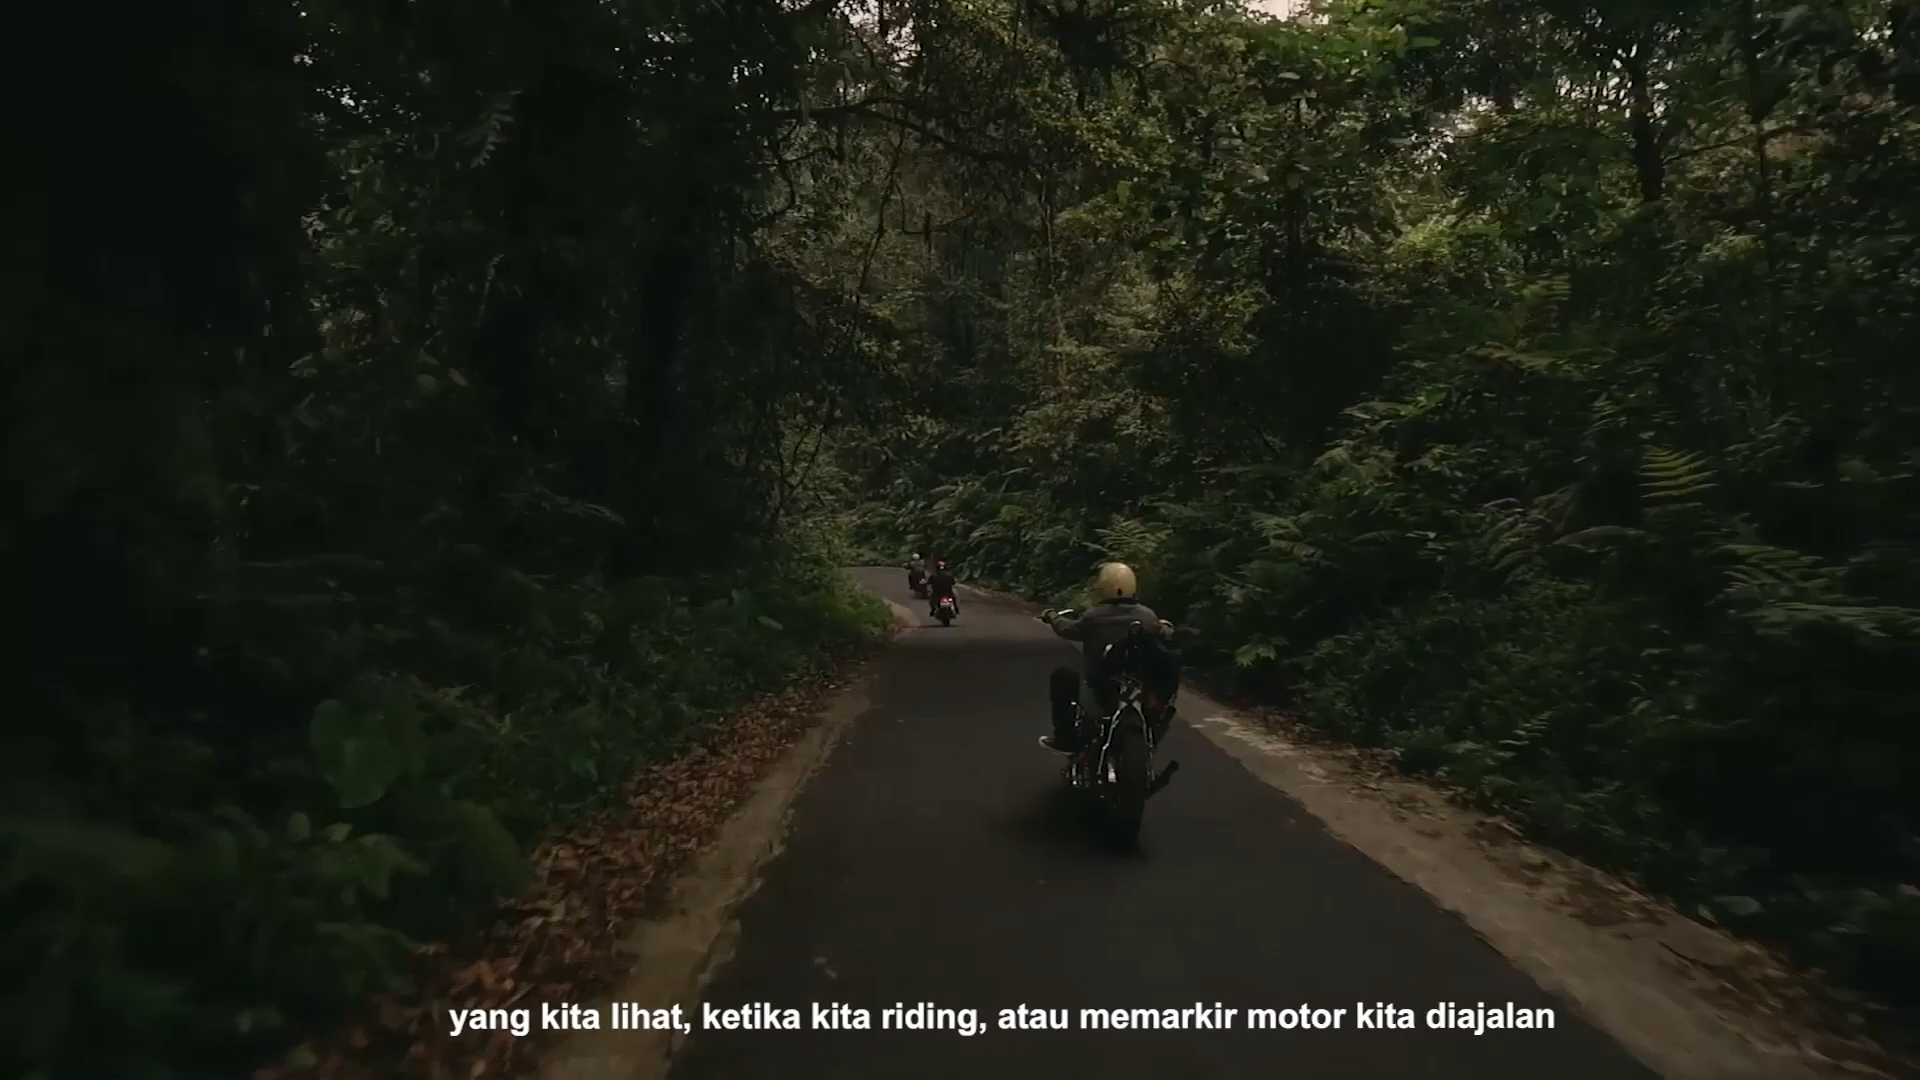 yang kita lihat, ketika kita riding, atau memarkir motor kita diajalan